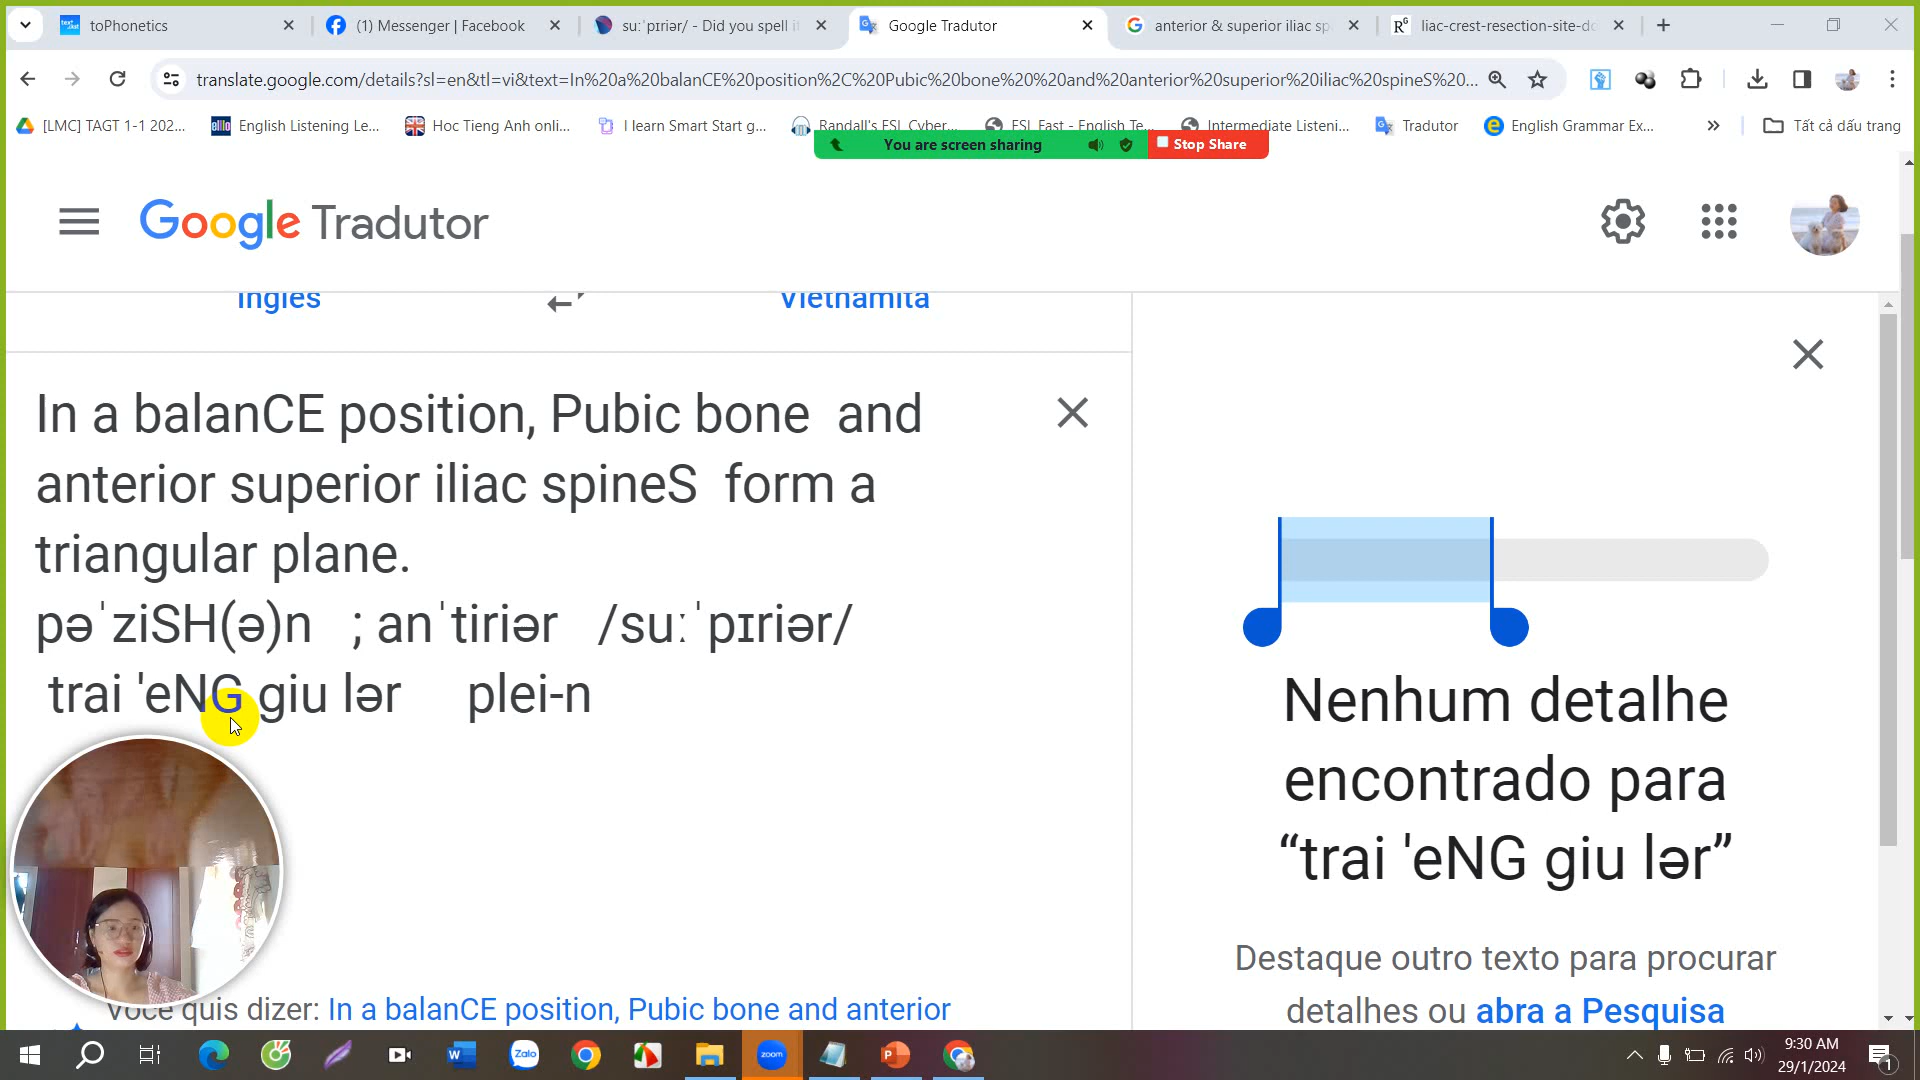 toPhonetics
(1) Messenger | Facebook
suːˈpɪriər/ - Did you spell it
Google Tradutor
anterior & superior iliac sp
liac-crest-resection-site-do
translate.google.com/details?sl=en&tl=vi&text=In%20a%20balanCE%20position%2C%20Pubic%20bone%20%20and%20anterior%20superior%20iliac%20spineS%20...
[LMC] TAGT 1-1 202...
English Listening Le...
Hoc Tieng Anh onli...
I learn Smart Start g...
Randall's ESL Cyber...
ESL Fast - English Te...
Intermediate Listeni...
Tradutor
English Grammar Ex...
Tất cả dấu trang
You are screen sharing
Stop Share
Google Tradutor
Inglês
Vietnamita
In a balanCE position, Pubic bone  and
anterior superior iliac spineS  form a
triangular plane.
pəˈziSH(ə)n   ; anˈtiriər   /suːˈpɪriər/
trai 'eNG giu lər     plei-n
Nenhum detalhe
encontrado para
“trai 'eNG giu lər”
Destaque outro texto para procurar
detalhes ou abra a Pesquisa
Você quis dizer: In a balanCE position, Pubic bone and anterior
Zalo
zoom
9:30 AM
29/1/2024
1